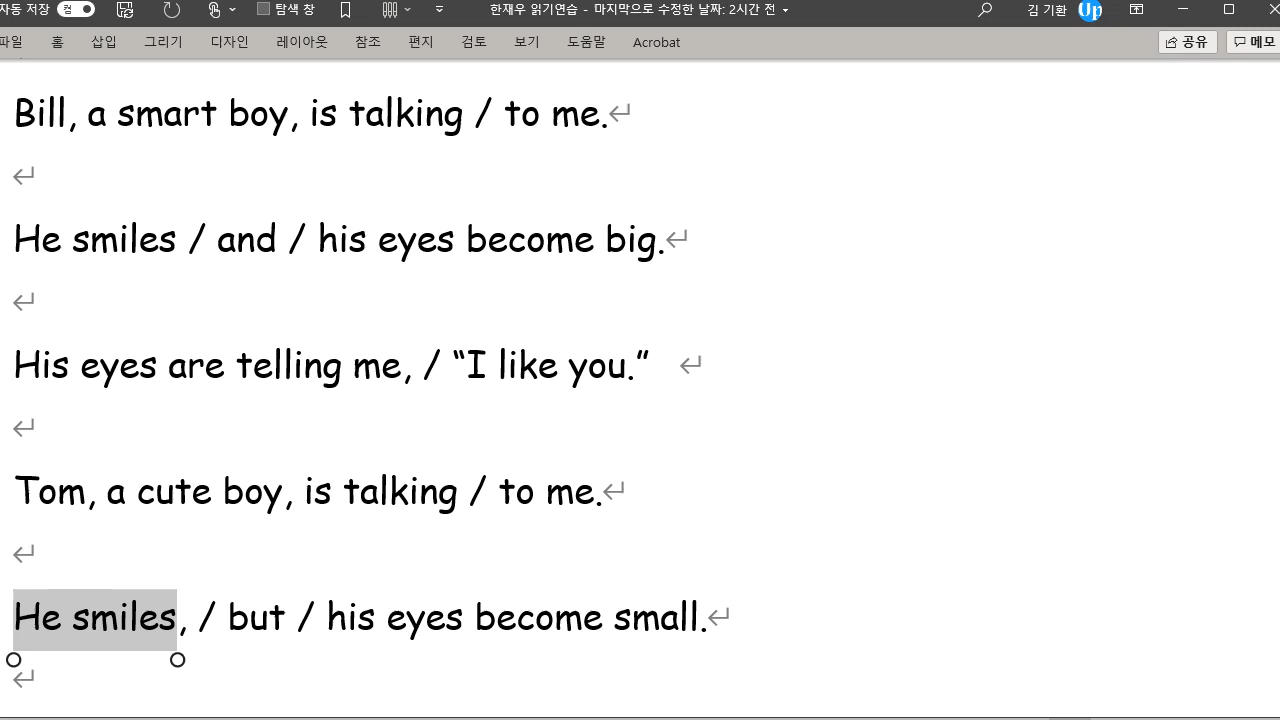 자동 저장 컴 탐색 창 한재우 읽기연습 - 마지막으로 수정한 날짜: 2시간 전 김 기환 Up
파일 홈 삽입 그리기 디자인 레이아웃 참조 편지 검토 보기 도움말 Acrobat 공유 메모
Bill, a smart boy, is talking / to me.↵
↵
He smiles / and / his eyes become big.↵
↵
His eyes are telling me, / “I like you.” ↵
↵
Tom, a cute boy, is talking / to me.↵
↵
He smiles, / but / his eyes become small.↵
↵